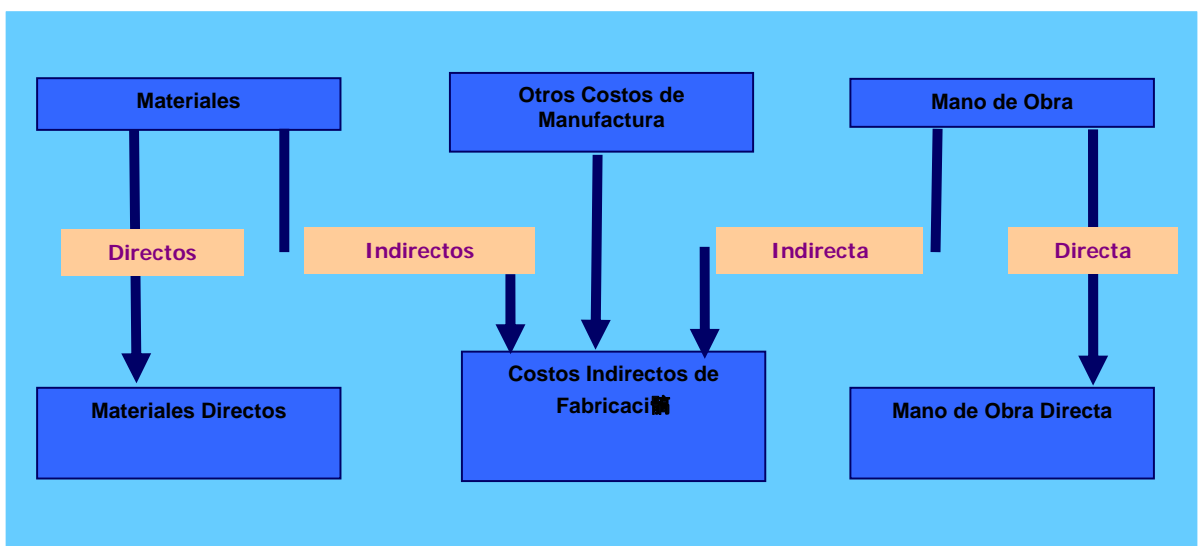 Materiales
Otros Costos de
Manufactura
Mano de Obra
Directos
Indirectos
Indirecta
Directa
Materiales Directos
Costos Indirectos de
Mano de Obra Directa